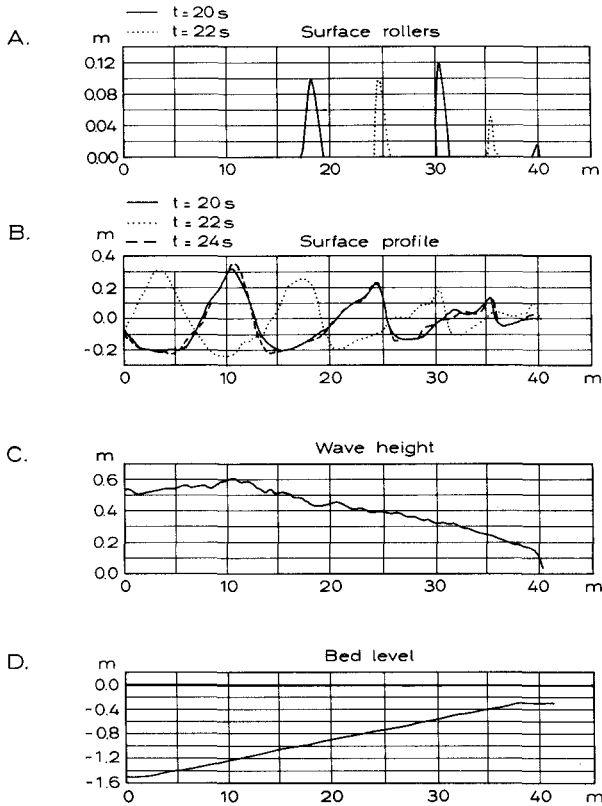 t = 20 s
t = 22 s
A.
m
Surface rollers
0.12
0.08
0.04
0.00
0 10 20 30 40 m
t = 20 s
t = 22 s
t = 24 s
B.
m
Surface profile
0.4
0.2
0.0
-0.2
0 10 20 30 40 m
C.
m
Wave height
0.6
0.4
0.2
0.0
0 10 20 30 40 m
D.
m
Bed level
0.0
-0.4
-0.8
-1.2
-1.6
0 10 20 30 40 m